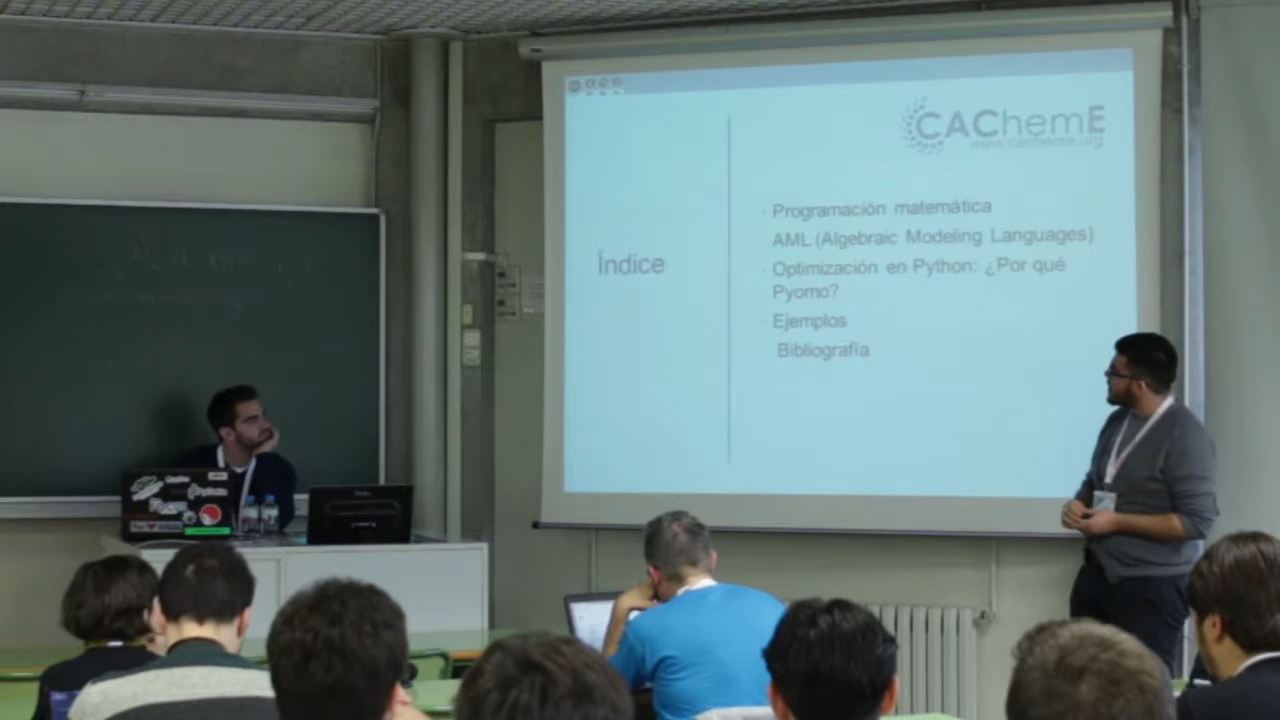 CAChemE
www.cacheme.org
Índice
Programación matemática
AML (Algebraic Modeling Languages)
Optimización en Python: ¿Por qué
Pyomo?
Ejemplos
Bibliografía